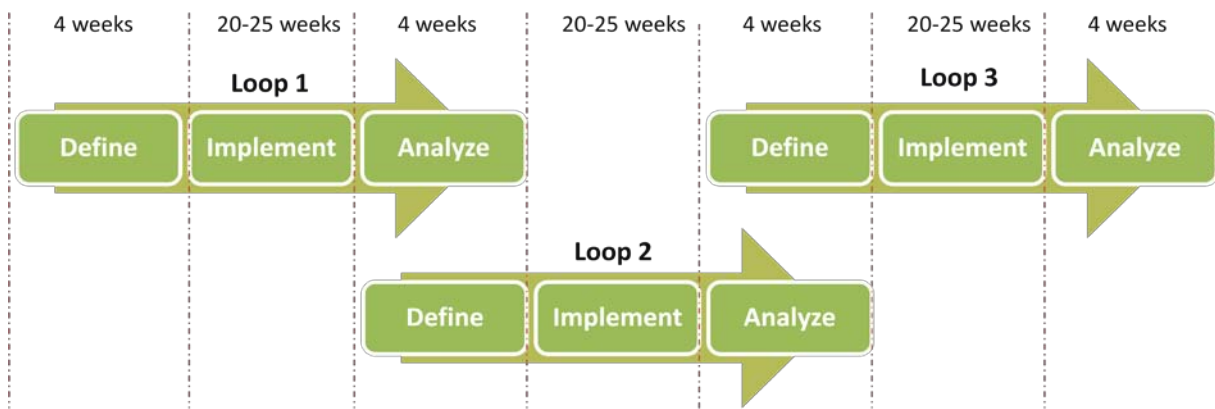 4 weeks 20-25 weeks 4 weeks 20-25 weeks 4 weeks 20-25 weeks 4 weeks
Loop 1 Loop 3
Define Implement Analyze Define Implement Analyze
Loop 2
Define Implement Analyze